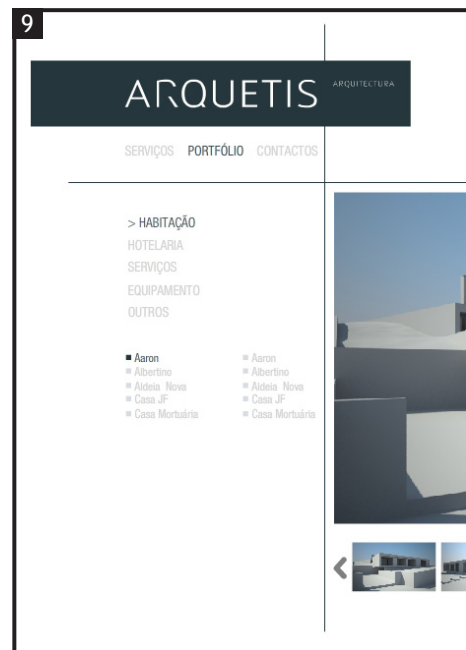 9
ARQUETIS ARQUITECTURA
SERVIÇOS PORTFÓLIO CONTACTOS
> HABITAÇÃO
HOTELARIA
SERVIÇOS
EQUIPAMENTO
OUTROS
Aaron Aaron
Albertino Albertino
Aldeia Nova Aldeia Nova
Casa JF Casa JF
Casa Mortuária Casa Mortuária